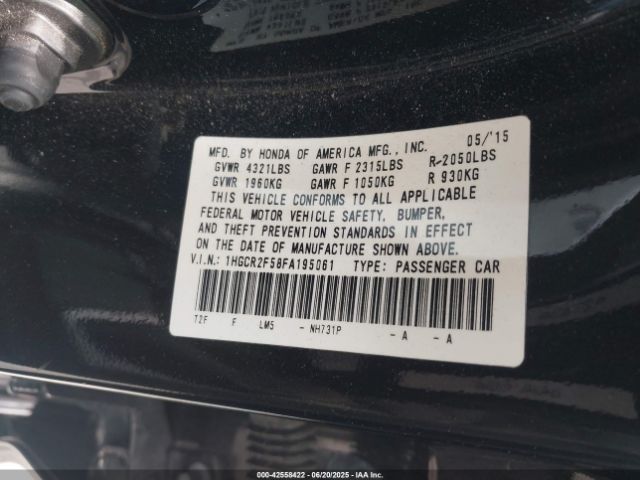 MFD. BY HONDA OF AMERICA MFG., INC. 05/'15
GVWR 4321LBS GAWR F 2315LBS R-2050LBS
GVWR 1960KG GAWR F 1050KG R 930KG
THIS VEHICLE CONFORMS TO ALL APPLICABLE
FEDERAL MOTOR VEHICLE SAFETY, BUMPER,
AND THEFT PREVENTION STANDARDS IN EFFECT
ON THE DATE OF MANUFACTURE SHOWN ABOVE.
V.I.N.: 1HGCR2F58FA195061 TYPE: PASSENGER CAR
T2F F LM5 - NH731P - A - A
00-42558422 - 06/20/2025 - IAA Inc.